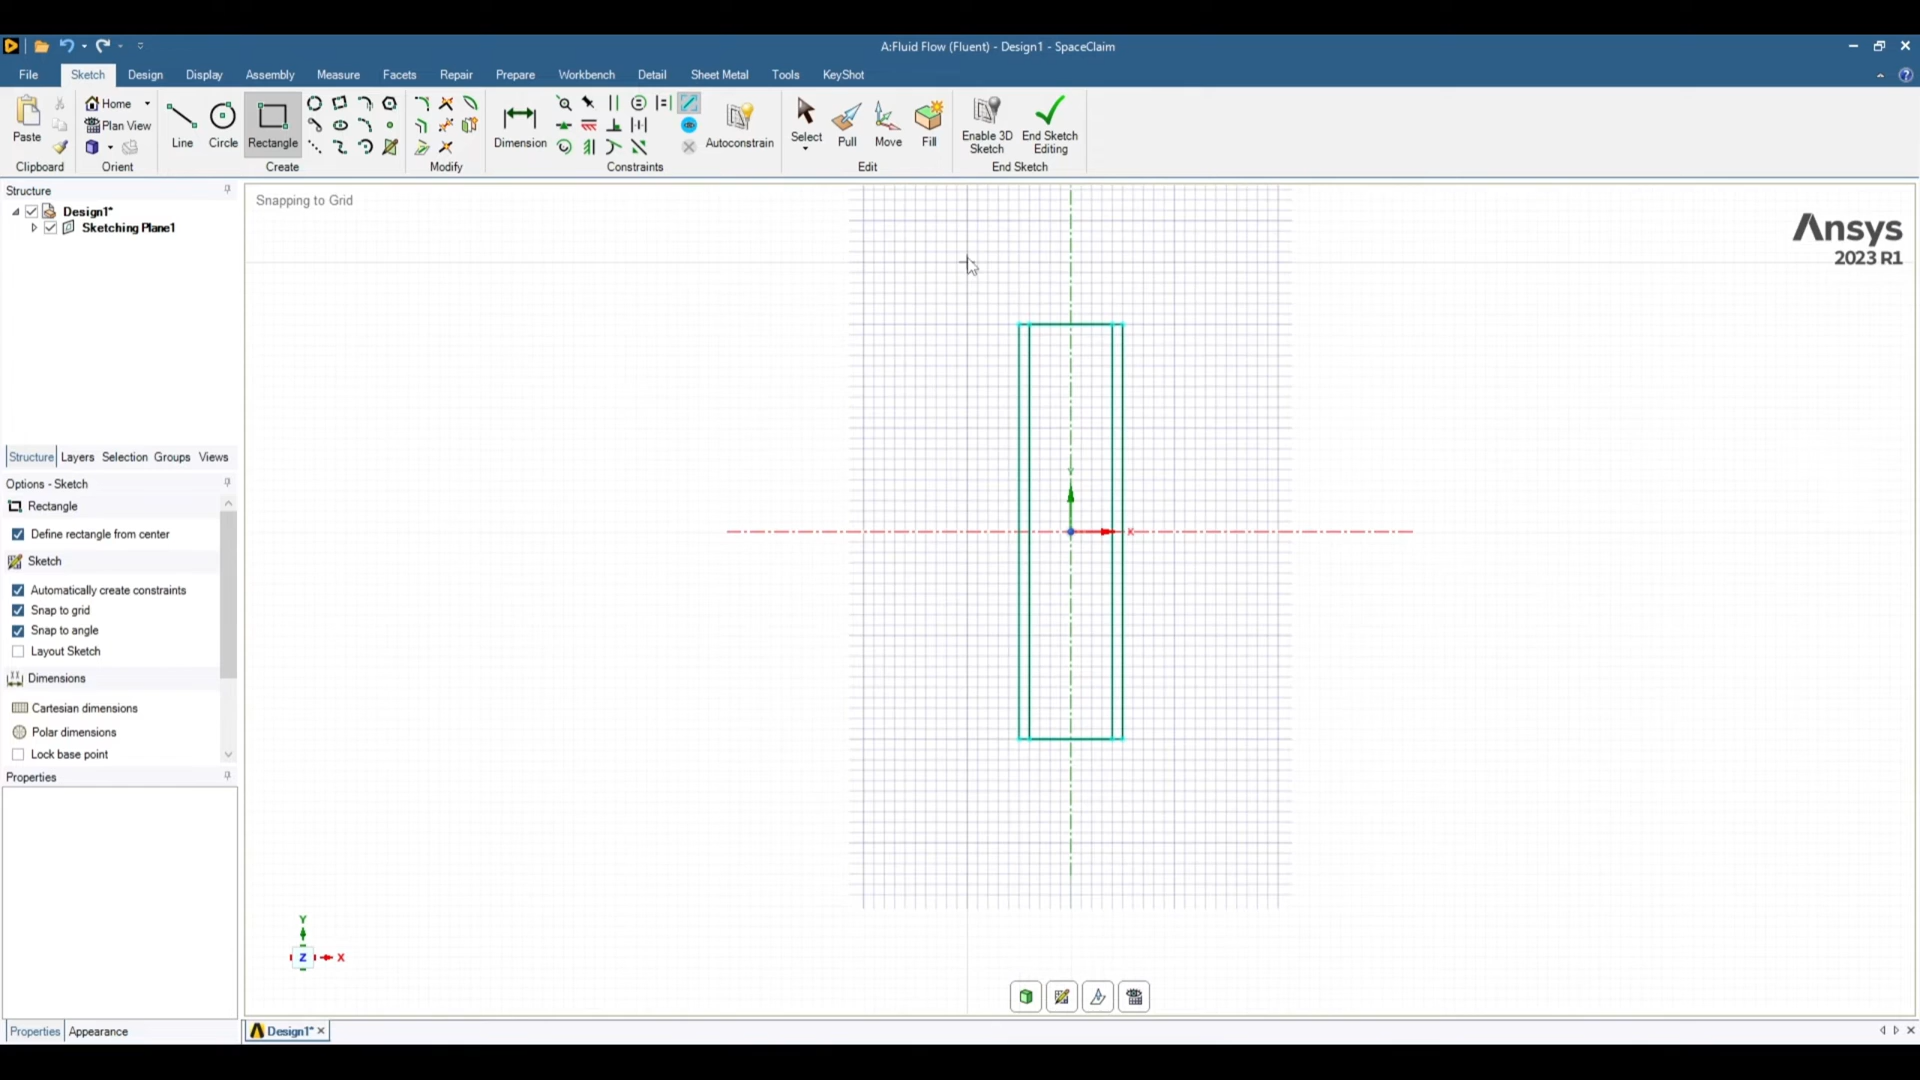 A:Fluid Flow (Fluent) - Design1 - SpaceClaim
File Sketch Design Display Assembly Measure Facets Repair Prepare Workbench Detail Sheet Metal Tools KeyShot
Paste
Home
Plan View
Line Circle Rectangle
Dimension
Autoconstrain
Select Pull Move Fill
Enable 3D Sketch
End Sketch Editing
Clipboard Orient Create Modify Constraints Edit End Sketch
Structure
Design1*
Sketching Plane1
Structure Layers Selection Groups Views
Options - Sketch
Rectangle
Define rectangle from center
Sketch
Automatically create constraints
Snap to grid
Snap to angle
Layout Sketch
Dimensions
Cartesian dimensions
Polar dimensions
Lock base point
Properties
Properties Appearance
Snapping to Grid
Ansys
2023 R1
Y
X
Y
Z X
Design1*